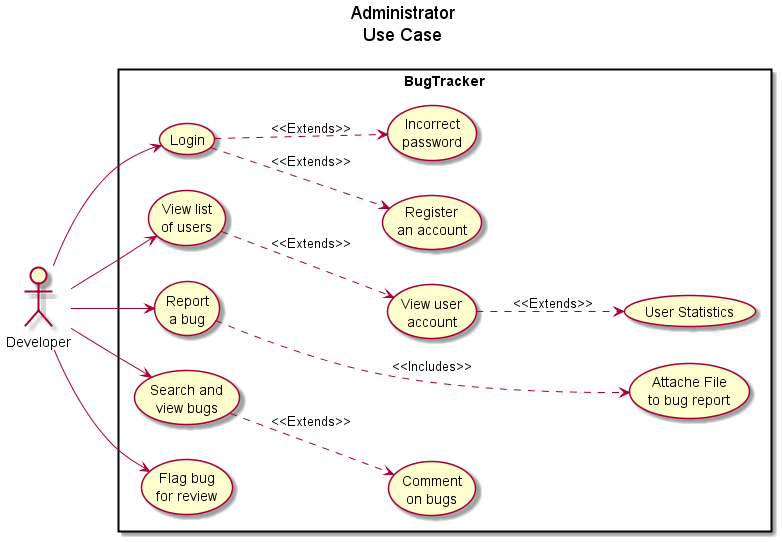 Administrator
Use Case
BugTracker
Login
<<Extends>>
Incorrect
password
<<Extends>>
Register
an account
View list
of users
<<Extends>>
View user
account
<<Extends>>
User Statistics
Report
a bug
<<Includes>>
Attache File
to bug report
Developer
Search and
view bugs
<<Extends>>
Comment
on bugs
Flag bug
for review